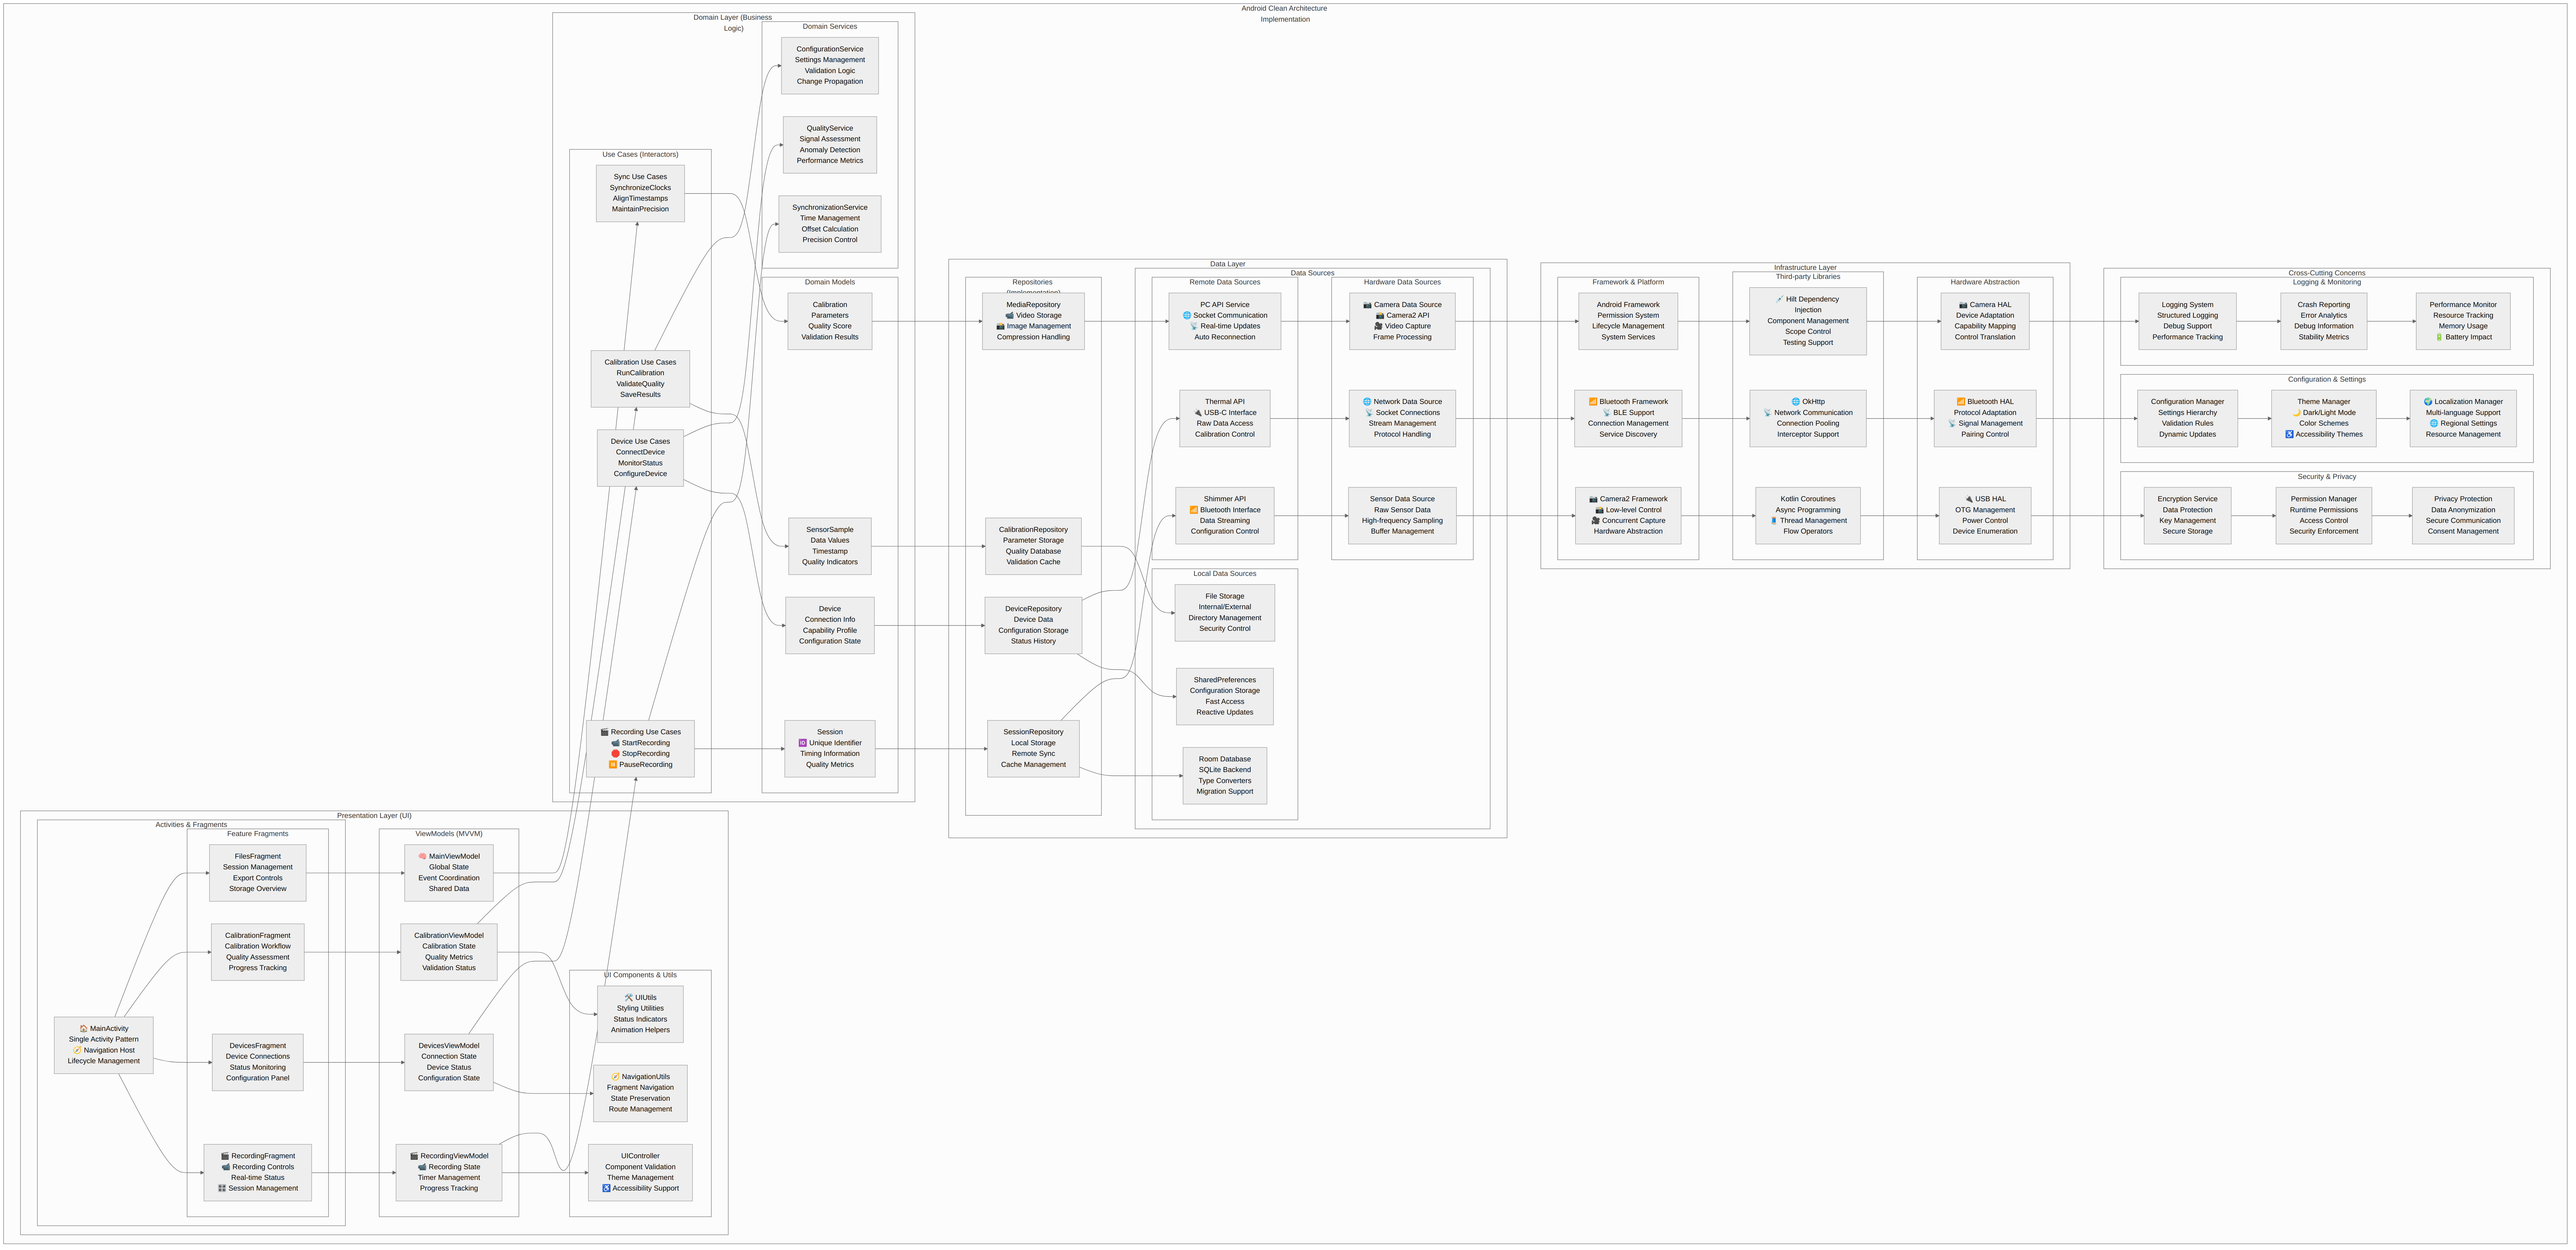 Android Clean Architecture
Implementation
Domain Layer (Business
Logic)
Domain Services
ConfigurationService
Settings Management
Validation Logic
Change Propagation
QualityService
Signal Assessment
Anomaly Detection
Performance Metrics
SynchronizationService
Time Management
Offset Calculation
Precision Control
Use Cases (Interactors)
Sync Use Cases
SynchronizeClocks
AlignTimestamps
MaintainPrecision
Calibration Use Cases
RunCalibration
ValidateQuality
SaveResults
Device Use Cases
ConnectDevice
MonitorStatus
ConfigureDevice
🎬 Recording Use Cases
📹 StartRecording
🛑 StopRecording
⏸️ PauseRecording
Domain Models
Calibration
Parameters
Quality Score
Validation Results
SensorSample
Data Values
Timestamp
Quality Indicators
Device
Connection Info
Capability Profile
Configuration State
Session
🆔 Unique Identifier
Timing Information
Quality Metrics
Data Layer
Repositories
(Implementation)
MediaRepository
📹 Video Storage
📸 Image Management
Compression Handling
CalibrationRepository
Parameter Storage
Quality Database
Validation Cache
DeviceRepository
Device Data
Configuration Storage
Status History
SessionRepository
Local Storage
Remote Sync
Cache Management
Data Sources
Remote Data Sources
PC API Service
🌐 Socket Communication
📡 Real-time Updates
Auto Reconnection
Thermal API
🔌 USB-C Interface
Raw Data Access
Calibration Control
Shimmer API
📶 Bluetooth Interface
Data Streaming
Configuration Control
Hardware Data Sources
📷 Camera Data Source
📸 Camera2 API
🎥 Video Capture
Frame Processing
🌐 Network Data Source
📡 Socket Connections
Stream Management
Protocol Handling
Sensor Data Source
Raw Sensor Data
High-frequency Sampling
Buffer Management
Local Data Sources
File Storage
Internal/External
Directory Management
Security Control
SharedPreferences
Configuration Storage
Fast Access
Reactive Updates
Room Database
SQLite Backend
Type Converters
Migration Support
Infrastructure Layer
Framework & Platform
Android Framework
Permission System
Lifecycle Management
System Services
📶 Bluetooth Framework
📡 BLE Support
Connection Management
Service Discovery
📷 Camera2 Framework
📸 Low-level Control
🎥 Concurrent Capture
Hardware Abstraction
Third-party Libraries
💉 Hilt Dependency
Injection
Component Management
Scope Control
Testing Support
🌐 OkHttp
📡 Network Communication
Connection Pooling
Interceptor Support
Kotlin Coroutines
Async Programming
🧵 Thread Management
Flow Operators
Hardware Abstraction
📷 Camera HAL
Device Adaptation
Capability Mapping
Control Translation
📶 Bluetooth HAL
Protocol Adaptation
📡 Signal Management
Pairing Control
🔌 USB HAL
OTG Management
Power Control
Device Enumeration
Cross-Cutting Concerns
Logging & Monitoring
Logging System
Structured Logging
Debug Support
Performance Tracking
Crash Reporting
Error Analytics
Debug Information
Stability Metrics
Performance Monitor
Resource Tracking
Memory Usage
🔋 Battery Impact
Configuration & Settings
Configuration Manager
Settings Hierarchy
Validation Rules
Dynamic Updates
Theme Manager
🌙 Dark/Light Mode
Color Schemes
♿ Accessibility Themes
🌍 Localization Manager
Multi-language Support
🌐 Regional Settings
Resource Management
Security & Privacy
Encryption Service
Data Protection
Key Management
Secure Storage
Permission Manager
Runtime Permissions
Access Control
Security Enforcement
Privacy Protection
Data Anonymization
Secure Communication
Consent Management
Presentation Layer (UI)
Activities & Fragments
🏠 MainActivity
Single Activity Pattern
🧭 Navigation Host
Lifecycle Management
Feature Fragments
FilesFragment
Session Management
Export Controls
Storage Overview
CalibrationFragment
Calibration Workflow
Quality Assessment
Progress Tracking
DevicesFragment
Device Connections
Status Monitoring
Configuration Panel
🎬 RecordingFragment
📹 Recording Controls
Real-time Status
🎛️ Session Management
ViewModels (MVVM)
🧠 MainViewModel
Global State
Event Coordination
Shared Data
CalibrationViewModel
Calibration State
Quality Metrics
Validation Status
DevicesViewModel
Connection State
Device Status
Configuration State
🎬 RecordingViewModel
📹 Recording State
Timer Management
Progress Tracking
UI Components & Utils
🛠️ UIUtils
Styling Utilities
Status Indicators
Animation Helpers
🧭 NavigationUtils
Fragment Navigation
State Preservation
Route Management
UIController
Component Validation
Theme Management
♿ Accessibility Support